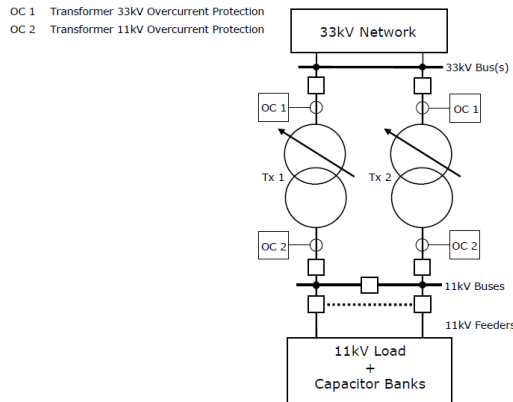 OC 1 Transformer 33kV Overcurrent Protection
OC 2 Transformer 11kV Overcurrent Protection
33kV Network
33kV Bus(s)
OC 1
OC 1
Tx 1
Tx 2
OC 2
OC 2
11kV Buses
11kV Feeders
11kV Load
+
Capacitor Banks